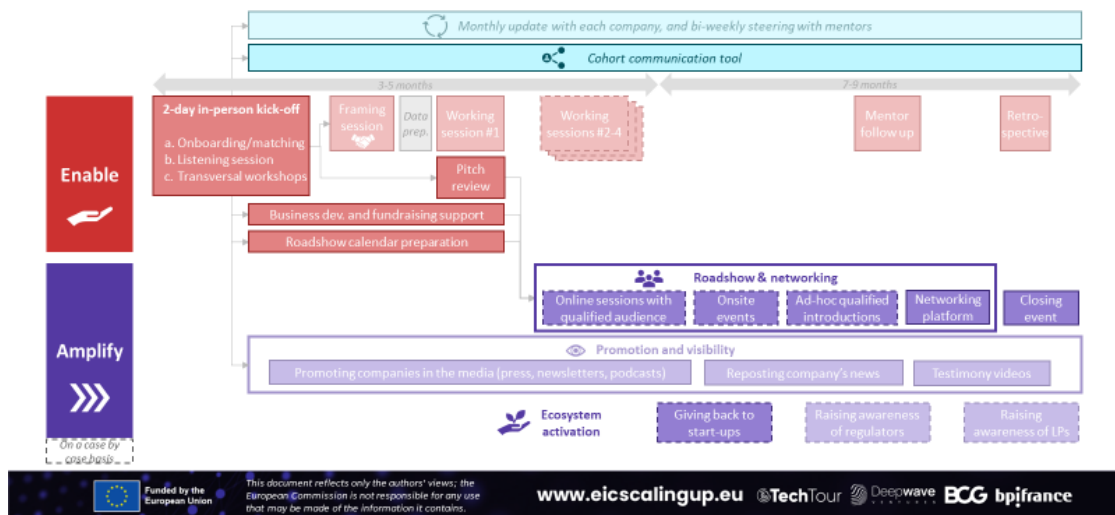 Monthly update with each company, and bi-weekly steering with mentors
Cohort communication tool
3-5 months
7-9 months
Enable
2-day in-person kick-off
a. Onboarding/matching
b. Listening session
c. Transversal workshops
Framing
session
Data
prep.
Working
session #1
Working
sessions #2-4
Mentor
follow up
Retro-
spective
Pitch
review
Business dev. and fundraising support
Roadshow calendar preparation
Amplify
Roadshow & networking
Online sessions with
qualified audience
Onsite
events
Ad-hoc qualified
introductions
Networking
platform
Closing
event
Promotion and visibility
Promoting companies in the media (press, newsletters, podcasts)
Reposting company's news
Testimony videos
Ecosystem
activation
Giving back to
start-ups
Raising awareness
of regulators
Raising
awareness of LPs
On a case by
case basis
Funded by the
European Union
This document reflects only the authors' views; the
European Commission is not responsible for any use
that may be made of the information it contains.
www.eicscalingup.eu
TechTour
Deepwave
VENTURES
BCG
bpifrance